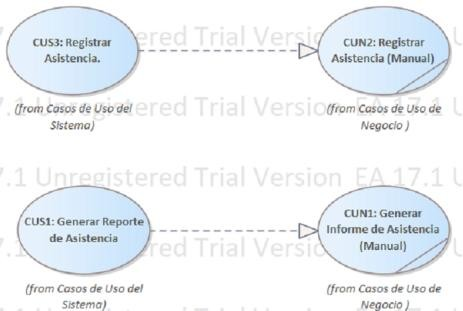 CUS3: Registrar
Asistencia.
CUN2: Registrar
Asistencia (Manual)
(from Casos de Uso del
Sistema)
(from Casos de Uso de
Negocio )
7.1 Unregistered Trial Version EA 17.1 U
CUS1: Generar Reporte
de Asistencia
CUN1: Generar
Informe de Asistencia
(Manual)
(from Casos de Uso del
Sistema)
(from Casos de Uso de
Negocio )